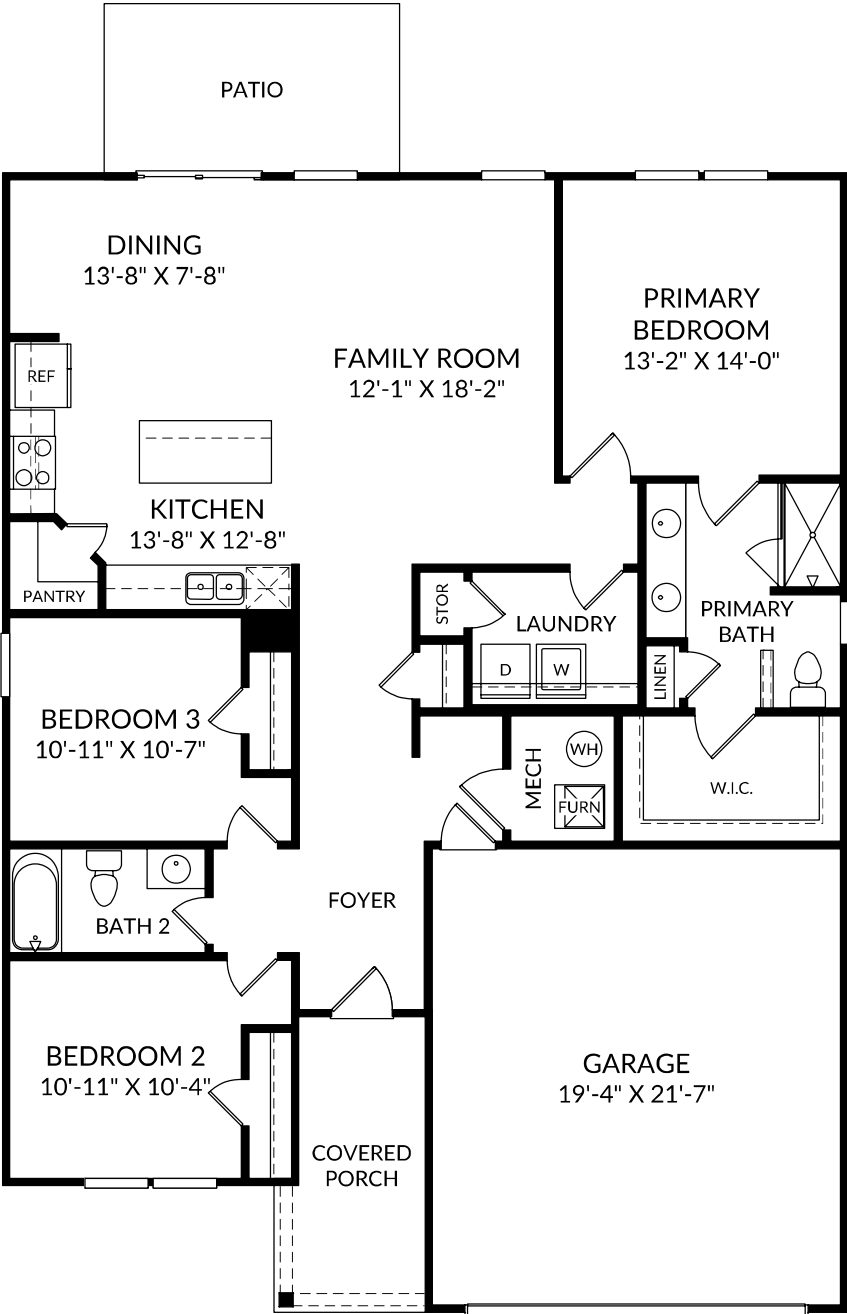 PATIO
DINING
13'-8" X 7'-8"
PRIMARY
BEDROOM
13'-2" X 14'-0"
FAMILY ROOM
12'-1" X 18'-2"
REF
KITCHEN
13'-8" X 12'-8"
PANTRY
STOR
LAUNDRY
PRIMARY
BATH
D
W
LINEN
BEDROOM 3
10'-11" X 10'-7"
MECH
WH
FURN
W.I.C.
BATH 2
FOYER
BEDROOM 2
10'-11" X 10'-4"
GARAGE
19'-4" X 21'-7"
COVERED
PORCH